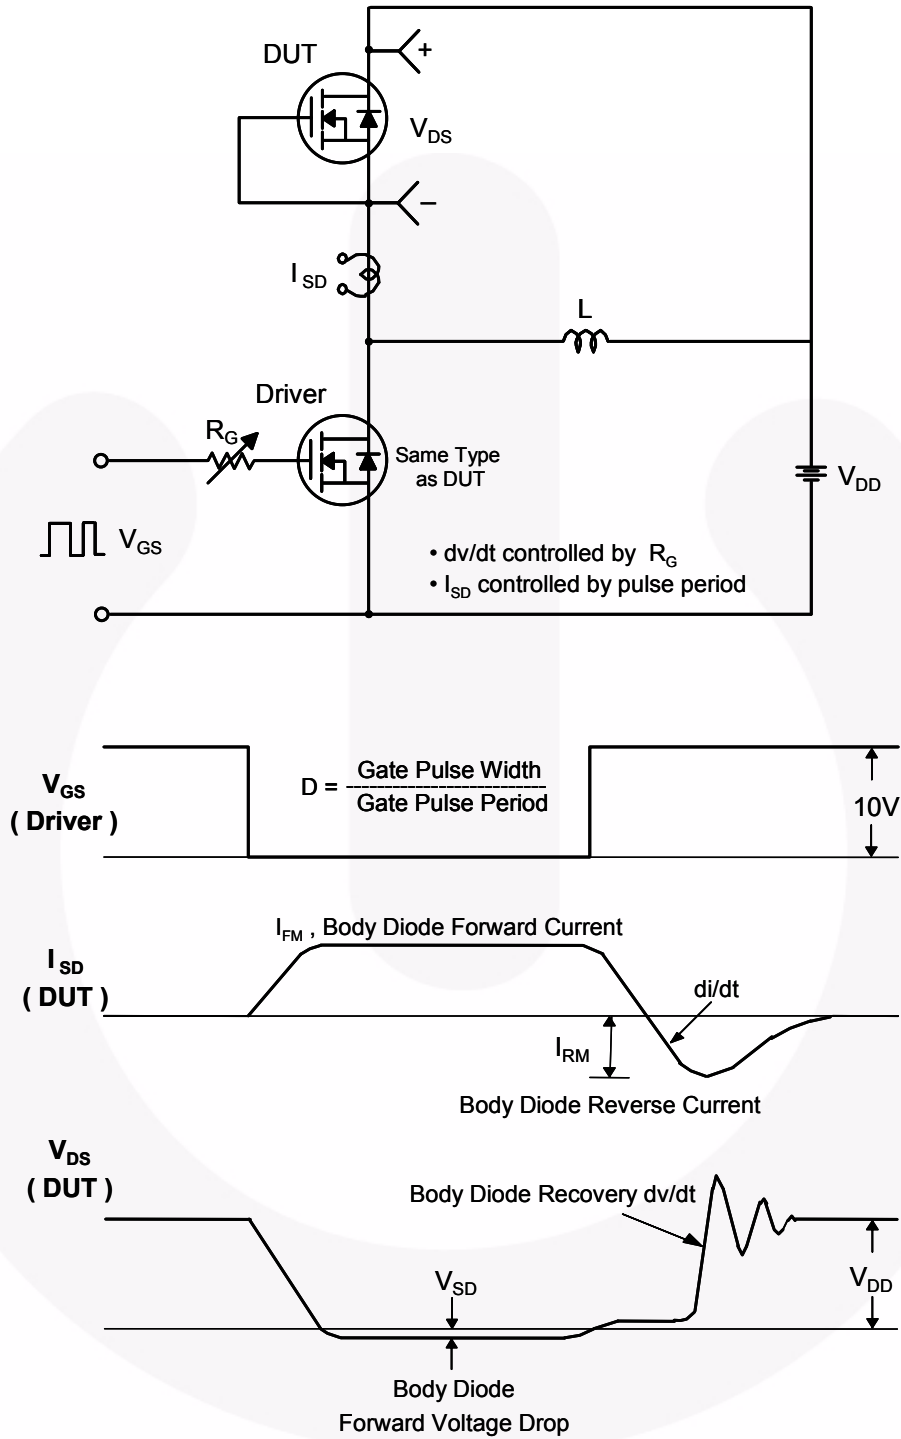 DUT
+
V_DS
−
I_SD
L
Driver
R_G
Same Type
as DUT
V_DD
V_GS
• dv/dt controlled by R_G
• I_SD controlled by pulse period
V_GS
( Driver )
D = Gate Pulse Width
Gate Pulse Period
10V
I_FM , Body Diode Forward Current
I_SD
( DUT )
di/dt
I_RM
Body Diode Reverse Current
V_DS
( DUT )
Body Diode Recovery dv/dt
V_SD
V_DD
Body Diode
Forward Voltage Drop